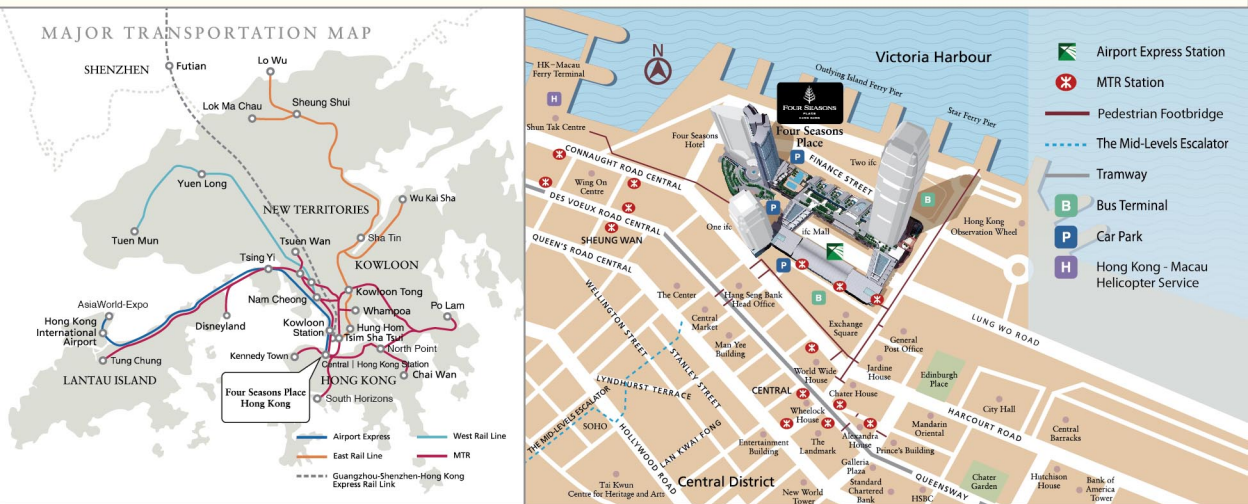 MAJOR TRANSPORTATION MAP
SHENZHEN
Futian
Lo Wu
Lok Ma Chau
Sheung Shui
Yuen Long
NEW TERRITORIES
Wu Kai Sha
Tuen Mun
Tsuen Wan
Sha Tin
Tsing Yi
KOWLOON
AsiaWorld-Expo
Nam Cheong
Kowloon Tong
Po Lam
Hong Kong
International
Airport
Disneyland
Kowloon
Station
Whampoa
Hung Hom
Tsim Sha Tsui
North Point
Kennedy Town
Tung Chung
Central | Hong Kong Station
LANTAU ISLAND
HONG KONG
Chai Wan
Four Seasons Place
Hong Kong
South Horizons
Airport Express
West Rail Line
East Rail Line
MTR
Guangzhou-Shenzhen-Hong Kong
Express Rail Link
N
Victoria Harbour
HK–Macau
Ferry Terminal
H
Outlying Island Ferry Pier
Star Ferry Pier
FOUR SEASONS
PLACE
HONG KONG
Four Seasons
Place
Shun Tak Centre
Four Seasons
Hotel
P
FINANCE STREET
Two ifc
CONNAUGHT ROAD CENTRAL
Wing On
Centre
DES VOEUX ROAD CENTRAL
P
B
Hong Kong
Observation Wheel
SHEUNG WAN
One ifc
ifc Mall
QUEEN'S ROAD CENTRAL
P
B
WELLINGTON STREET
The Center
Hang Seng Bank
Head Office
Central
Market
Exchange
Square
LUNG WO ROAD
Man Yee
Building
General
Post Office
STANLEY STREET
World Wide
House
Jardine
House
Edinburgh
Place
LYNDHURST TERRACE
CENTRAL
Chater House
THE MID-LEVELS ESCALATOR
Wheelock
House
City Hall
HARCOURT ROAD
SOHO
HOLLYWOOD ROAD
LAN KWAI FONG
Entertainment
Building
The
Landmark
Alexandra
House
Mandarin
Oriental
Central
Barracks
Prince's Building
Galleria
Plaza
Tai Kwun
Centre for Heritage and Arts
Central District
New World
Tower
Standard
Chartered
Bank
HSBC
QUEENSWAY
Chater
Garden
Hutchison
House
Bank of
America
Tower
Airport Express Station
MTR Station
Pedestrian Footbridge
The Mid-Levels Escalator
Tramway
B Bus Terminal
P Car Park
H Hong Kong - Macau
Helicopter Service